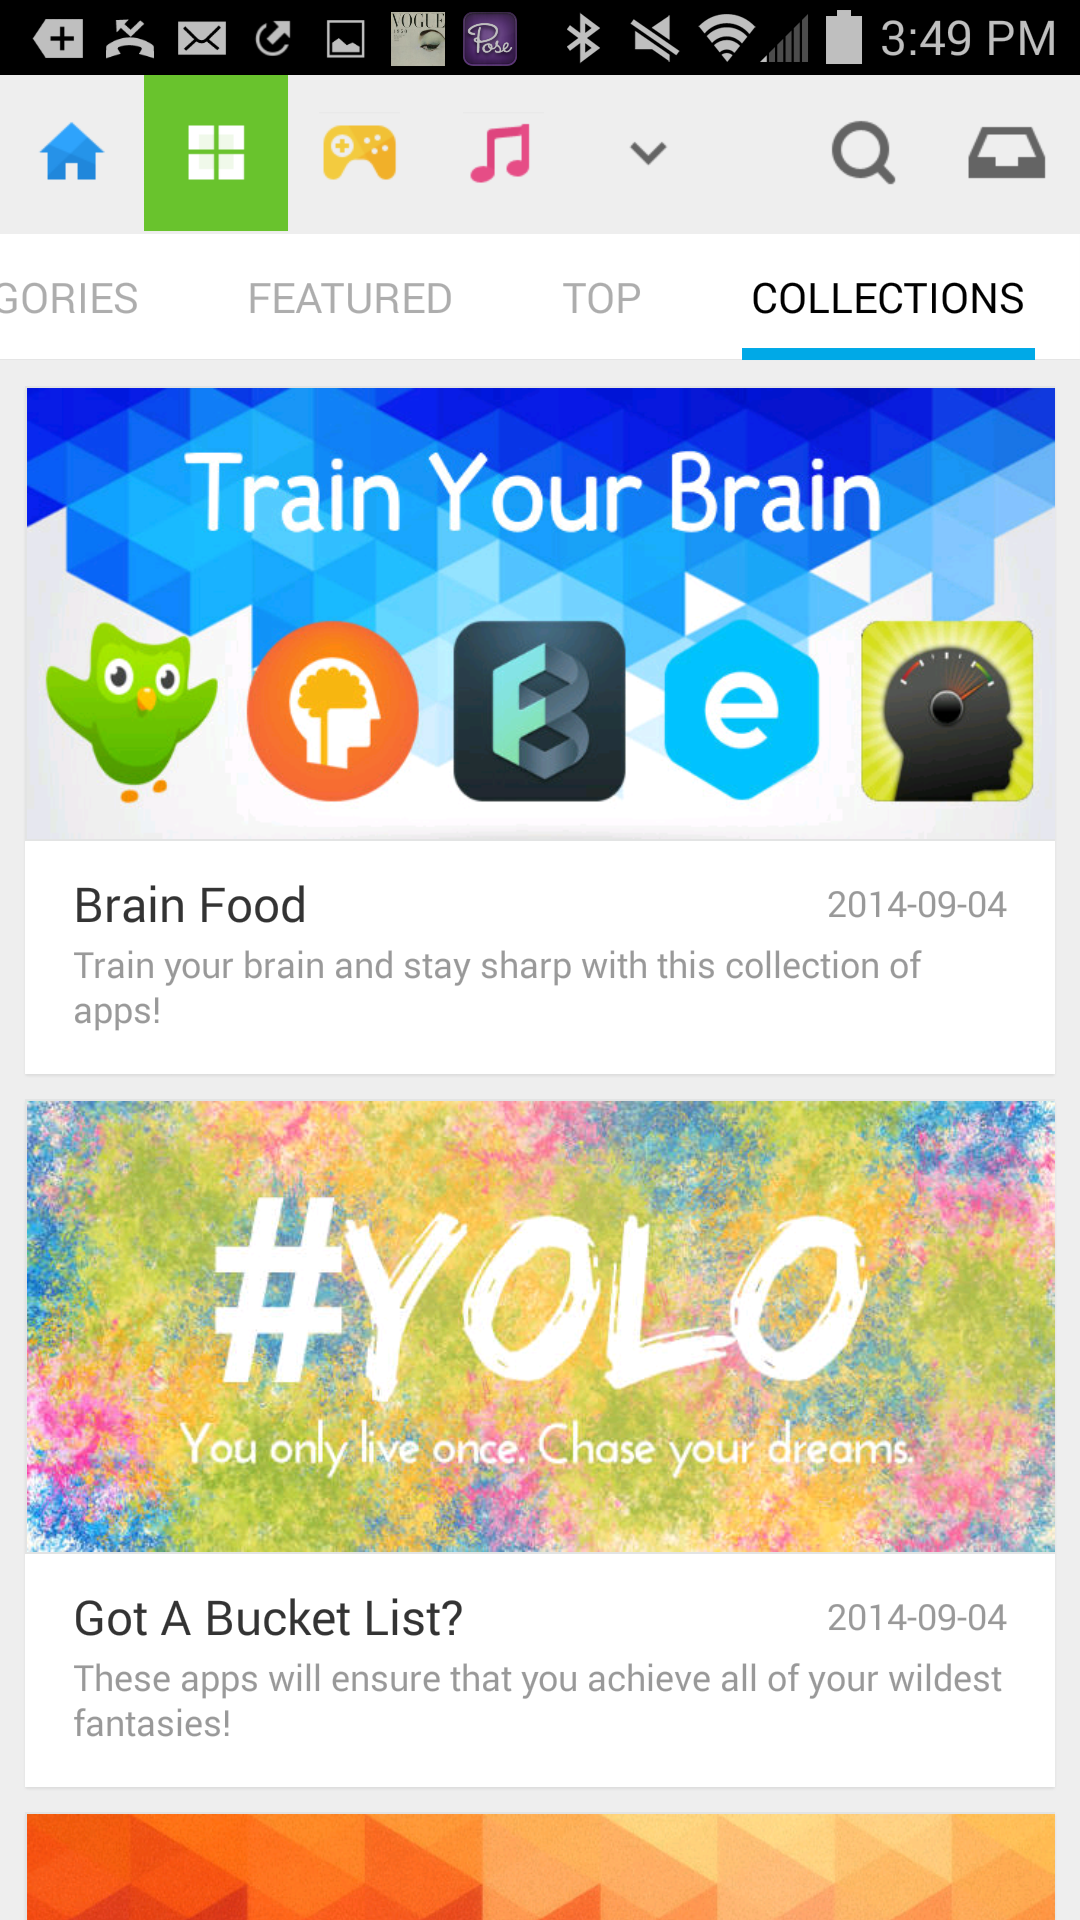 VOGUE
Pose
3:49 PM
GORIES
FEATURED
TOP
COLLECTIONS
Train Your Brain
e
Brain Food
2014-09-04
Train your brain and stay sharp with this collection of
apps!
#YOLO
You only live once. Chase your dreams.
Got A Bucket List?
2014-09-04
These apps will ensure that you achieve all of your wildest
fantasies!